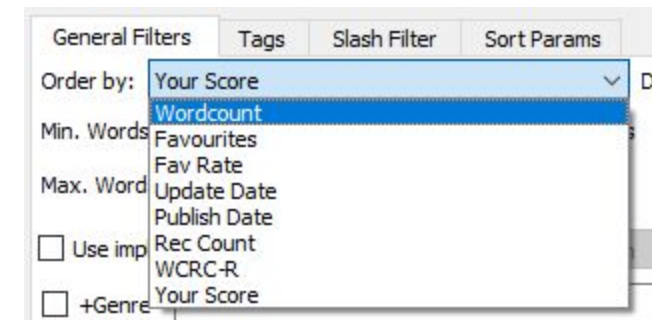 General Filters Tags Slash Filter Sort Params
Order by: Your Score D
Wordcount
Min. Words
Favourites
Fav Rate
Max. Word
Update Date
Publish Date
Rec Count
Use imp
WCRC-R
Your Score
+Genre